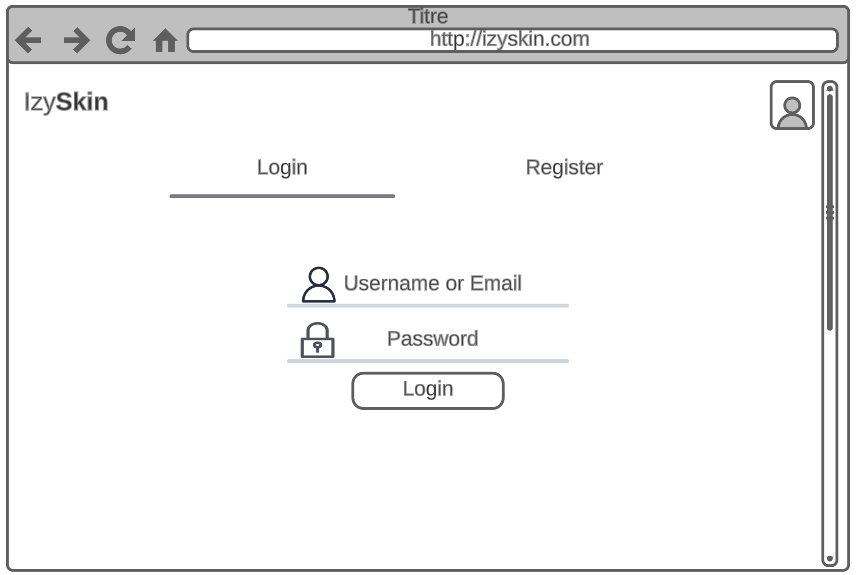 Titre
http://izyskin.com
IzySkin
Login
Register
Username or Email
Password
Login